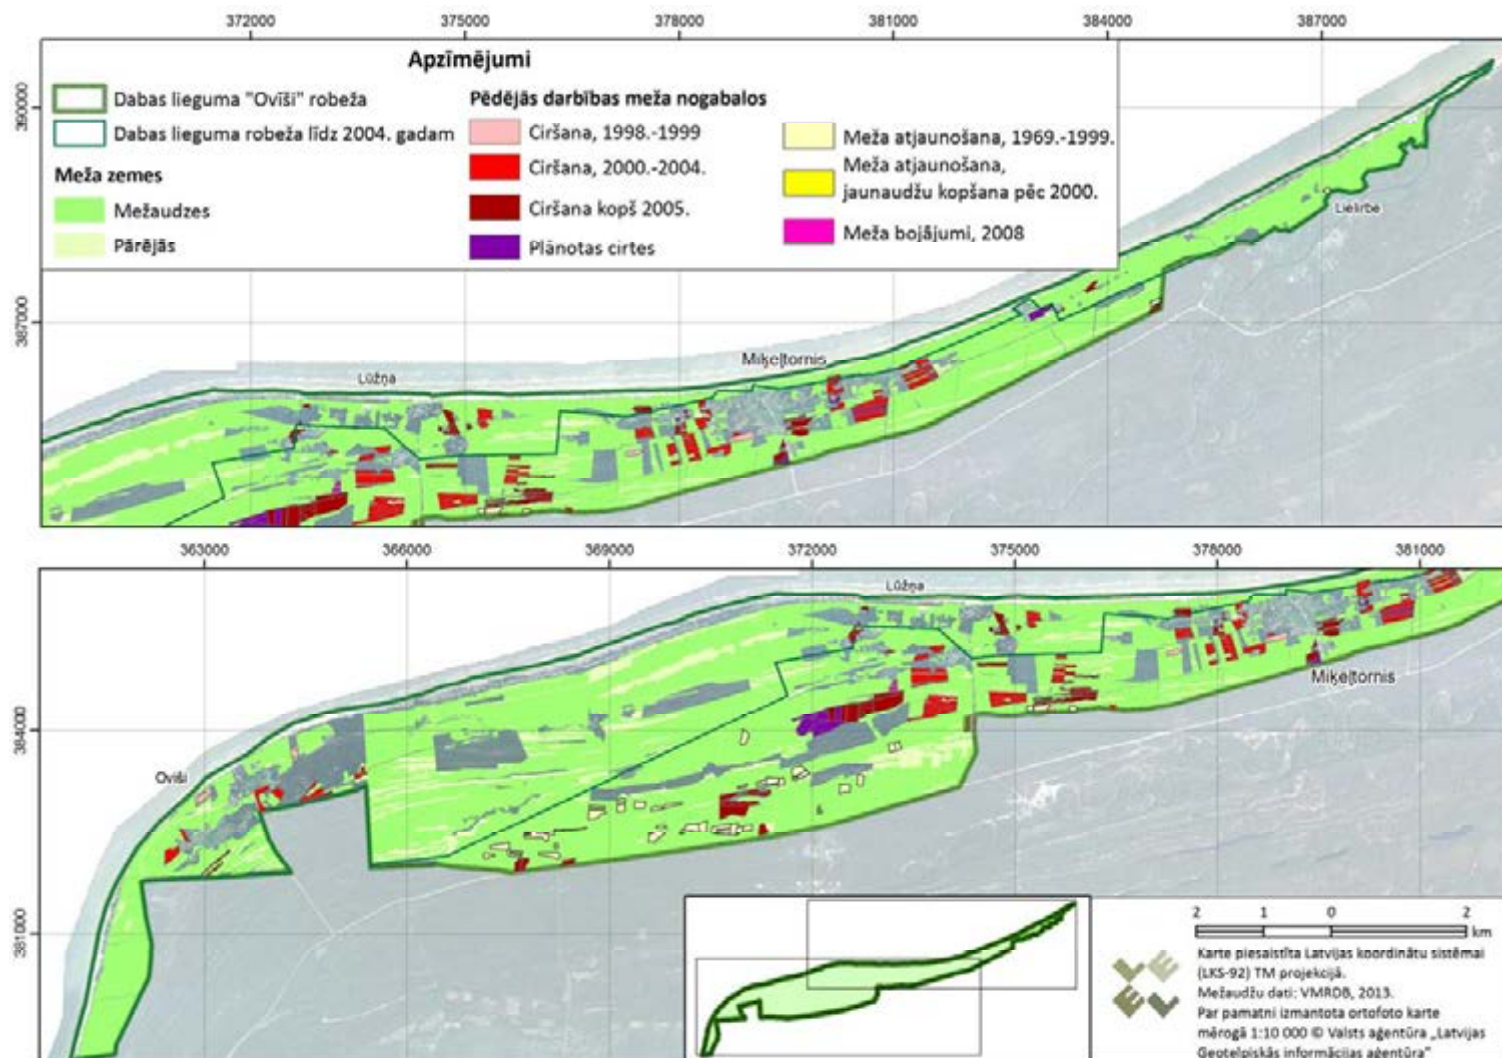 372000 375000 378000 381000 384000 387000
Apzīmējumi
Dabas lieguma "Ovīši" robeža
Dabas lieguma robeža līdz 2004. gadam
Meža zemes
Mežaudzes
Pārējās
Pēdējās darbības meža nogabalos
Ciršana, 1998.-1999
Ciršana, 2000.-2004.
Ciršana kopš 2005.
Plānotas cirtes
Meža atjaunošana, 1969.-1999.
Meža atjaunošana,
jaunaudžu kopšana pēc 2000.
Meža bojājumi, 2008
390000
387000
Lielirbe
Miķeļtornis
Lūžņa
363000 366000 369000 372000 375000 378000 381000
384000
381000
Lūžņa
Miķeļtornis
Oviši
2 1 0 2
km
Karte piesaistīta Latvijas koordinātu sistēmai
(LKS-92) TM projekcijā.
Mežaudžu dati: VMRDB, 2013.
Par pamatni izmantota ortofoto karte
mērogā 1:10 000 © Valsts aģentūra „Latvijas
Ģeotelpiskās informācijas aģentūra"
L E
E L